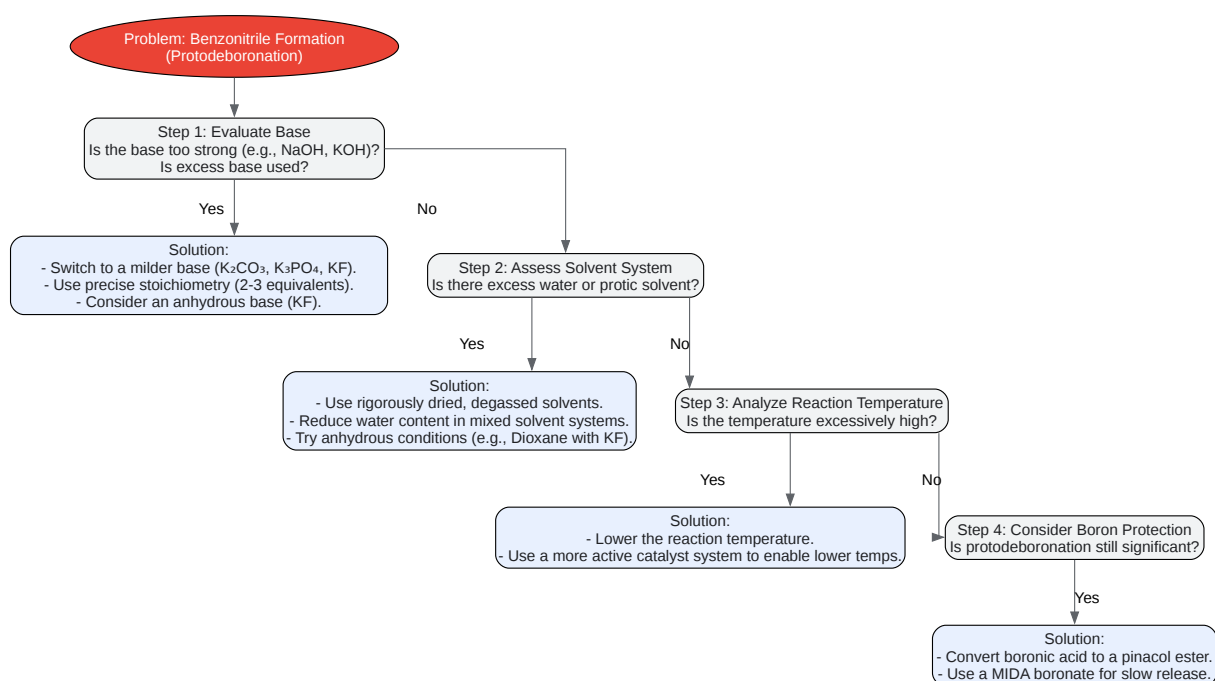 Problem: Benzonitrile Formation
(Protodeboronation)
Step 1: Evaluate Base
Is the base too strong (e.g., NaOH, KOH)?
Is excess base used?
Yes
No
Solution:
- Switch to a milder base (K₂CO₃, K₃PO₄, KF).
- Use precise stoichiometry (2-3 equivalents).
- Consider an anhydrous base (KF).
Step 2: Assess Solvent System
Is there excess water or protic solvent?
Yes
No
Solution:
- Use rigorously dried, degassed solvents.
- Reduce water content in mixed solvent systems.
- Try anhydrous conditions (e.g., Dioxane with KF).
Step 3: Analyze Reaction Temperature
Is the temperature excessively high?
Yes
No
Solution:
- Lower the reaction temperature.
- Use a more active catalyst system to enable lower temps.
Step 4: Consider Boron Protection
Is protodeboronation still significant?
Yes
Solution:
- Convert boronic acid to a pinacol ester.
- Use a MIDA boronate for slow release.